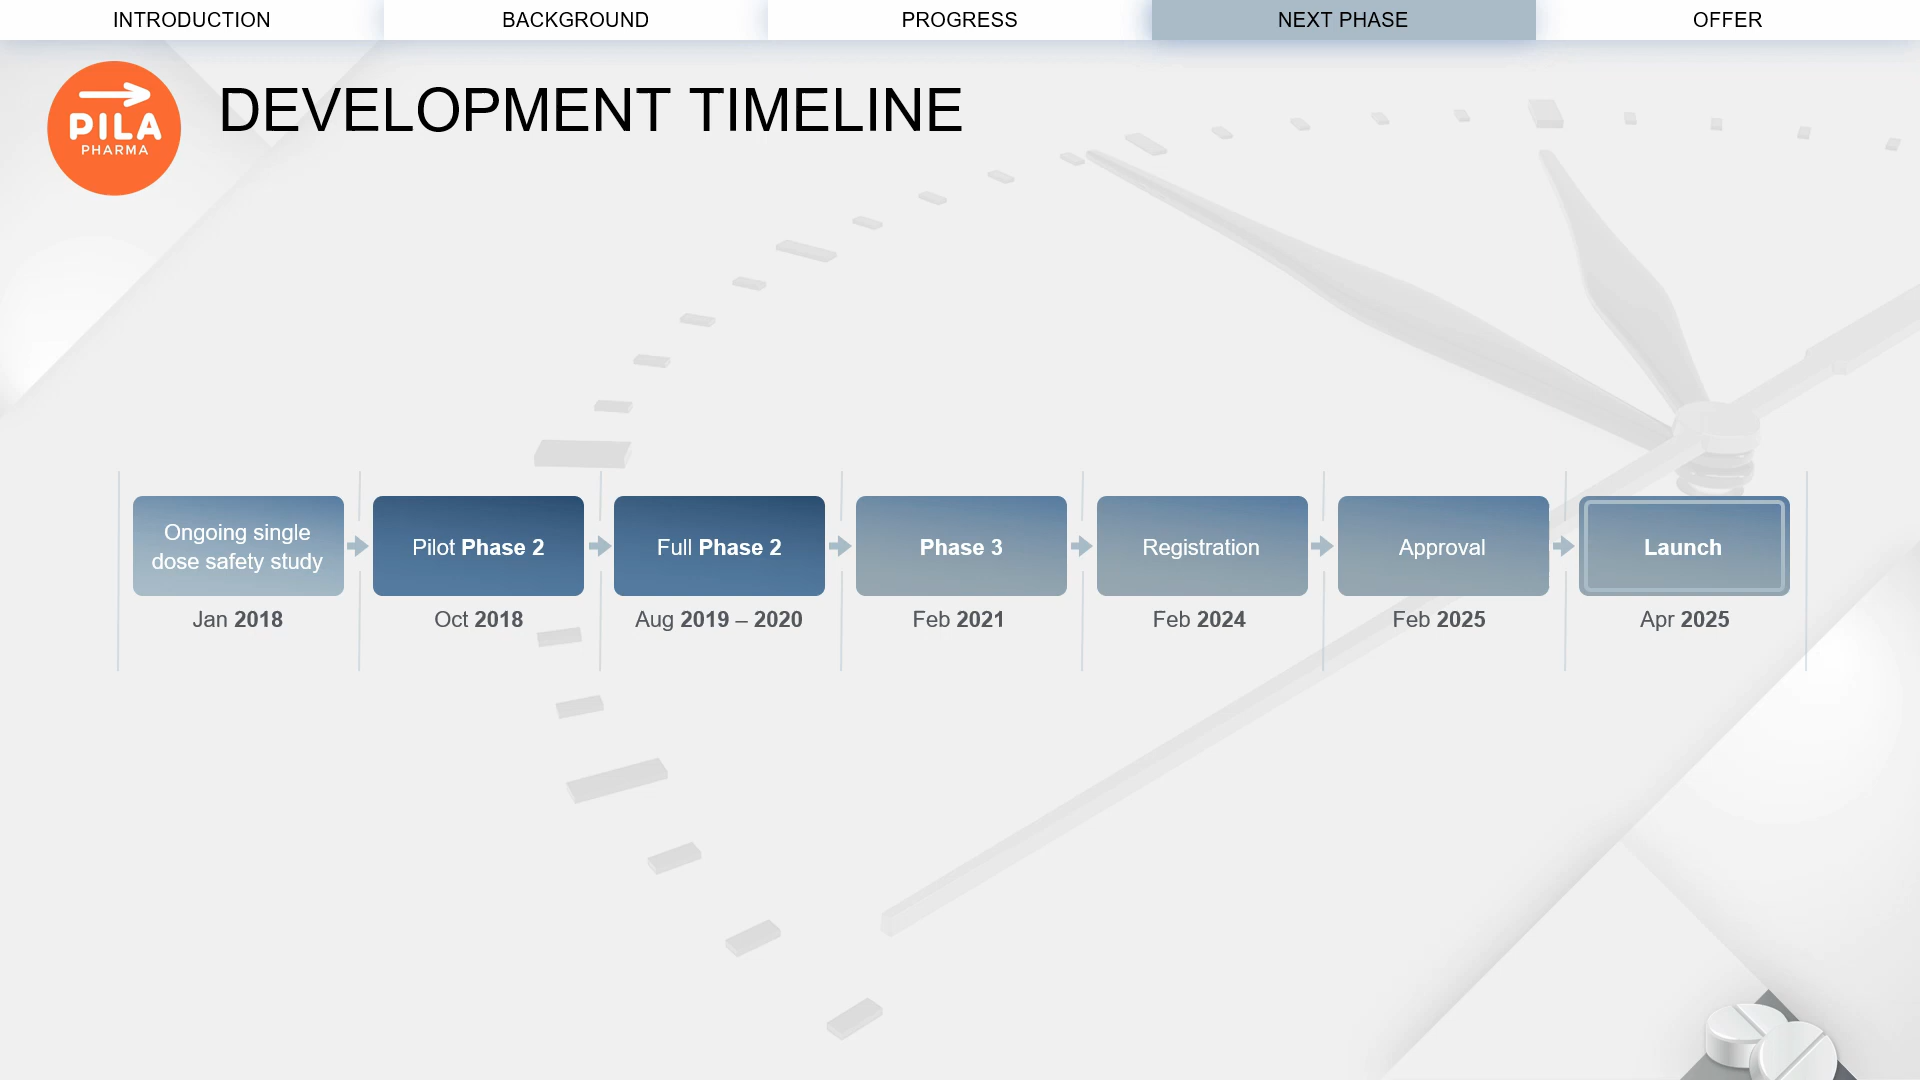 INTRODUCTION
BACKGROUND
PROGRESS
NEXT PHASE
OFFER
PILA
PHARMA
DEVELOPMENT TIMELINE
Ongoing single
dose safety study
Jan 2018
Pilot Phase 2
Oct 2018
Full Phase 2
Aug 2019 – 2020
Phase 3
Feb 2021
Registration
Feb 2024
Approval
Feb 2025
Launch
Apr 2025